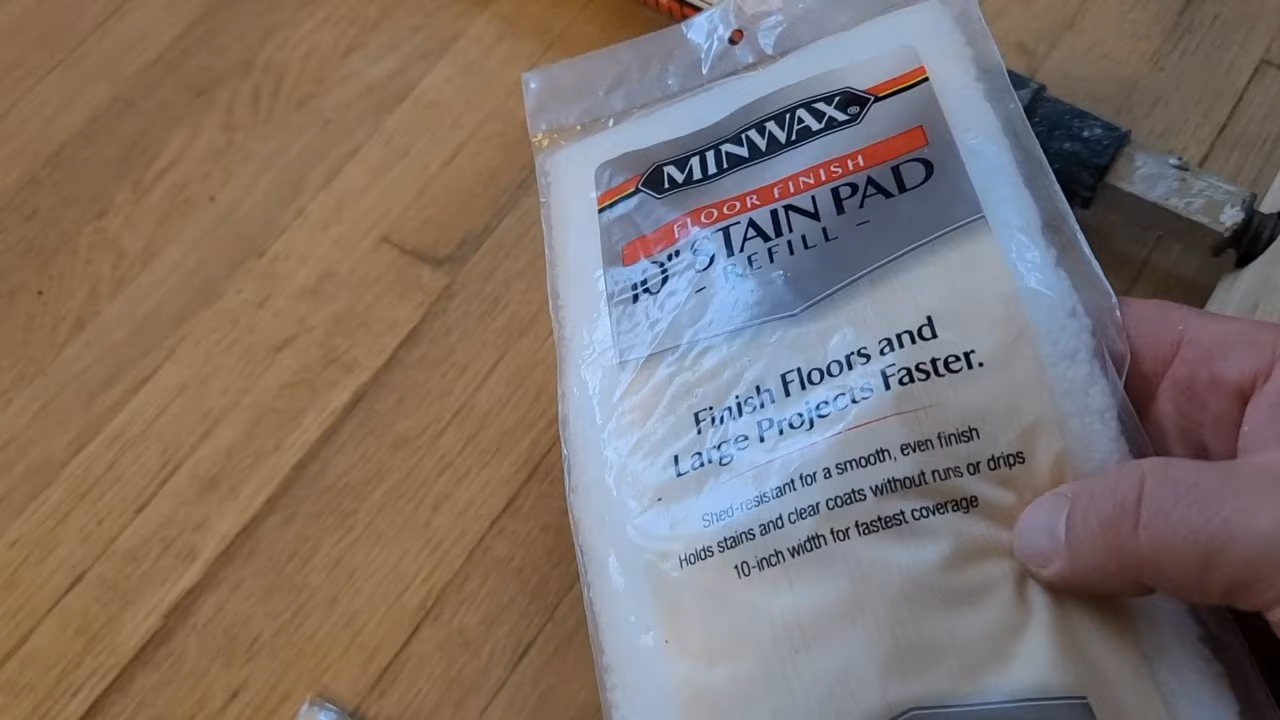 MINWAX®
FLOOR FINISH
10" STAIN PAD
- REFILL -
Finish Floors and
Large Projects Faster.
Shed-resistant for a smooth, even finish
Holds stains and clear coats without runs or drips
10-inch width for fastest coverage